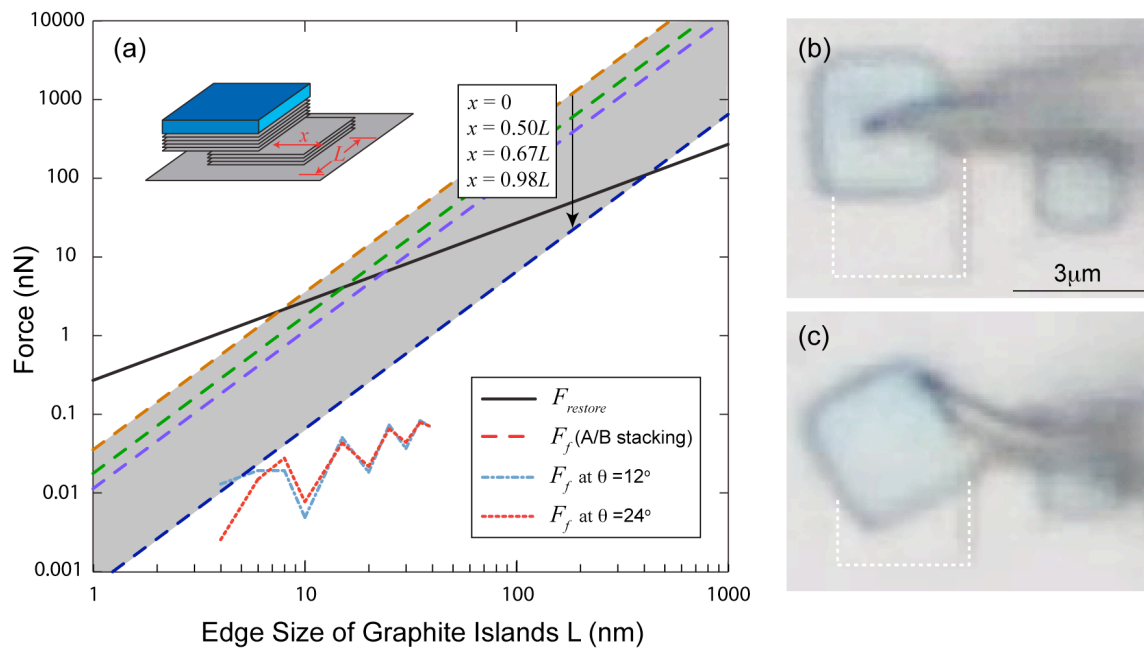 (a)
10000
1000
100
10
1
0.1
0.01
0.001
Force (nN)
1
10
100
1000
Edge Size of Graphite Islands L (nm)
x
L
x = 0
x = 0.50L
x = 0.67L
x = 0.98L
F_restore
F_f (A/B stacking)
F_f at θ =12°
F_f at θ =24°
(b)
3μm
(c)